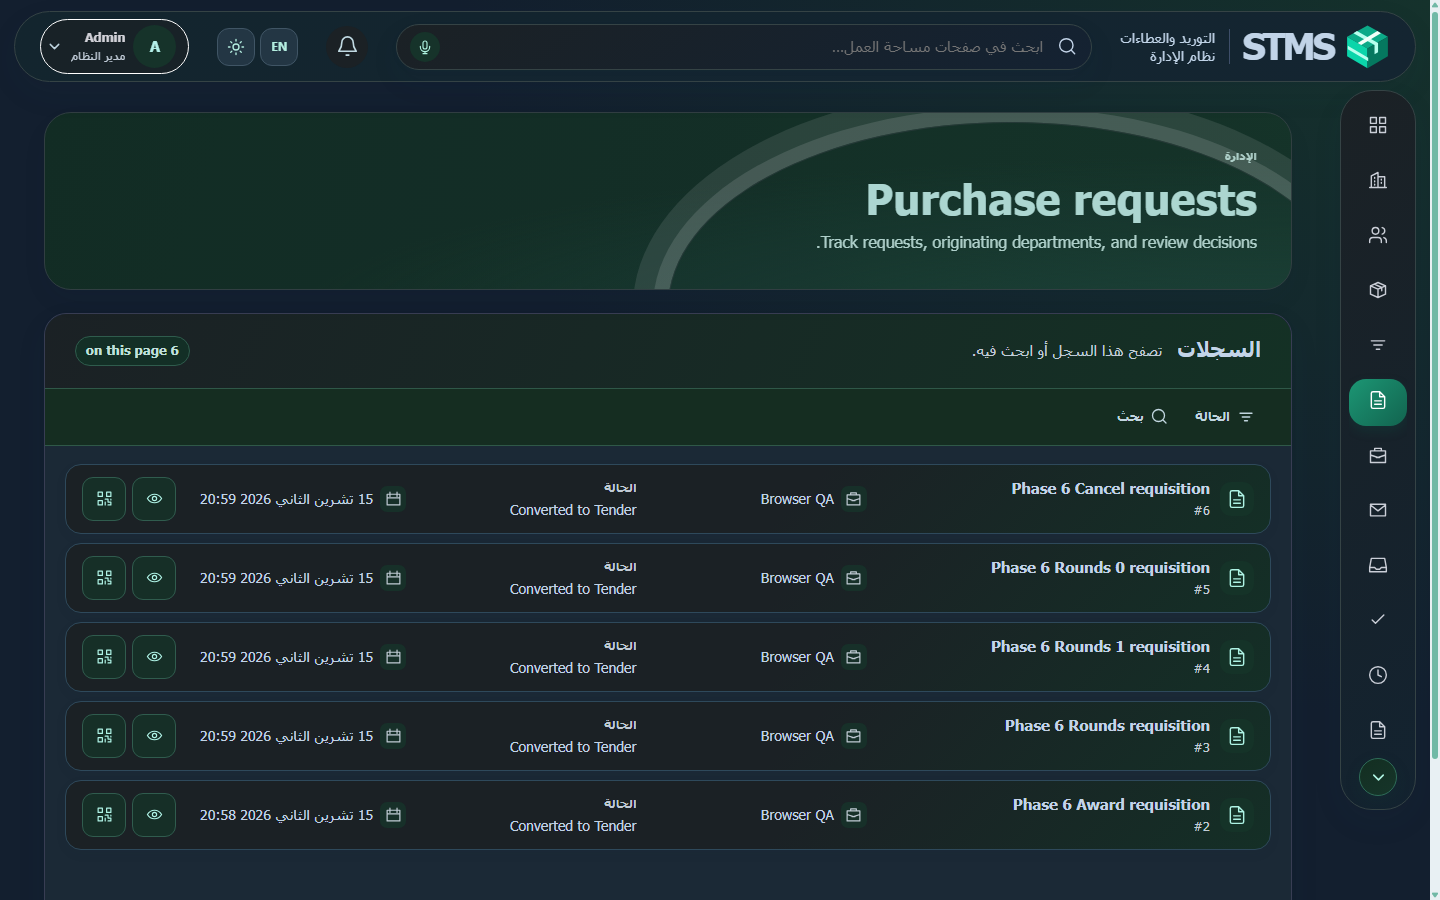 STMS
التوريد والعطاءات
نظام الإدارة
ابحث في صفحات مساحة العمل...
EN
A
Admin
مدير النظام
الإدارة
Purchase requests
Track requests, originating departments, and review decisions.
السجلات
تصفح هذا السجل أو ابحث فيه.
on this page 6
الحالة
بحث
Phase 6 Cancel requisition
#6
Browser QA
الحالة
Converted to Tender
15 تشرين الثاني 2026 20:59
Phase 6 Rounds 0 requisition
#5
Browser QA
الحالة
Converted to Tender
15 تشرين الثاني 2026 20:59
Phase 6 Rounds 1 requisition
#4
Browser QA
الحالة
Converted to Tender
15 تشرين الثاني 2026 20:59
Phase 6 Rounds requisition
#3
Browser QA
الحالة
Converted to Tender
15 تشرين الثاني 2026 20:59
Phase 6 Award requisition
#2
Browser QA
الحالة
Converted to Tender
15 تشرين الثاني 2026 20:58